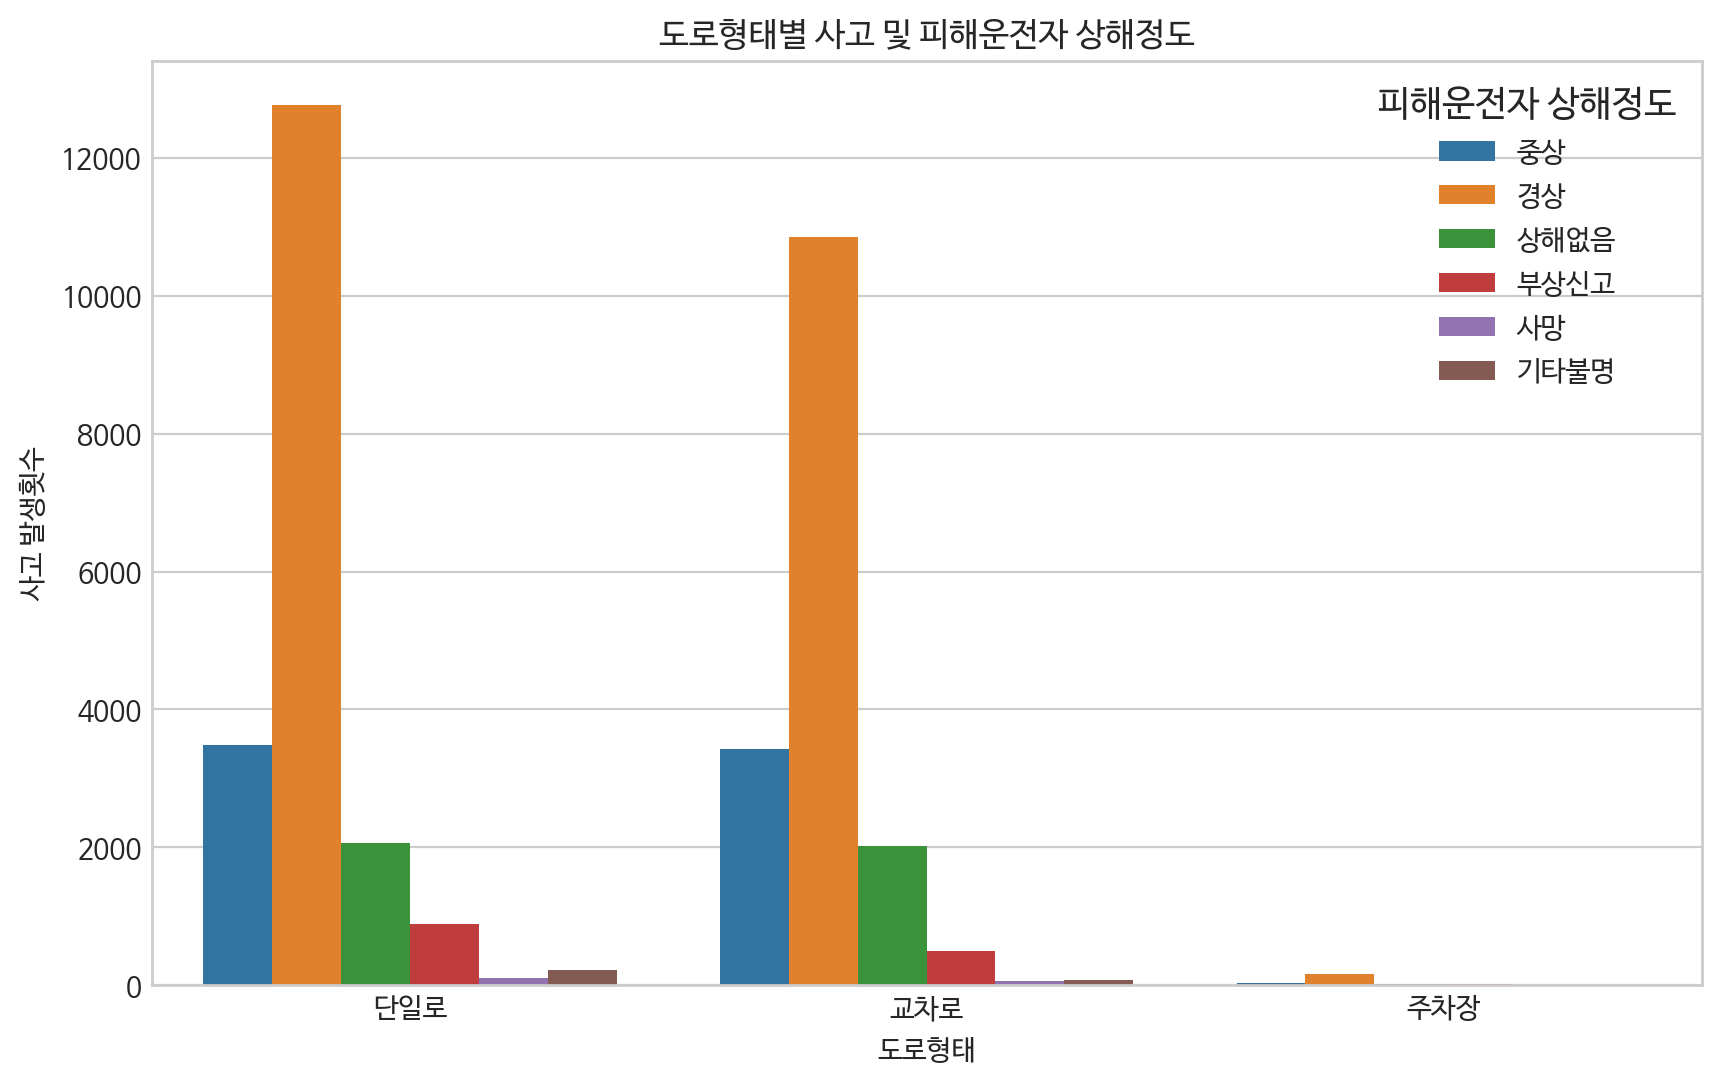 도로형태별 사고 및 피해운전자 상해정도
피해운전자 상해정도
중상
경상
상해없음
부상신고
사망
기타불명
사고 발생횟수
12000
10000
8000
6000
4000
2000
0
단일로
교차로
주차장
도로형태